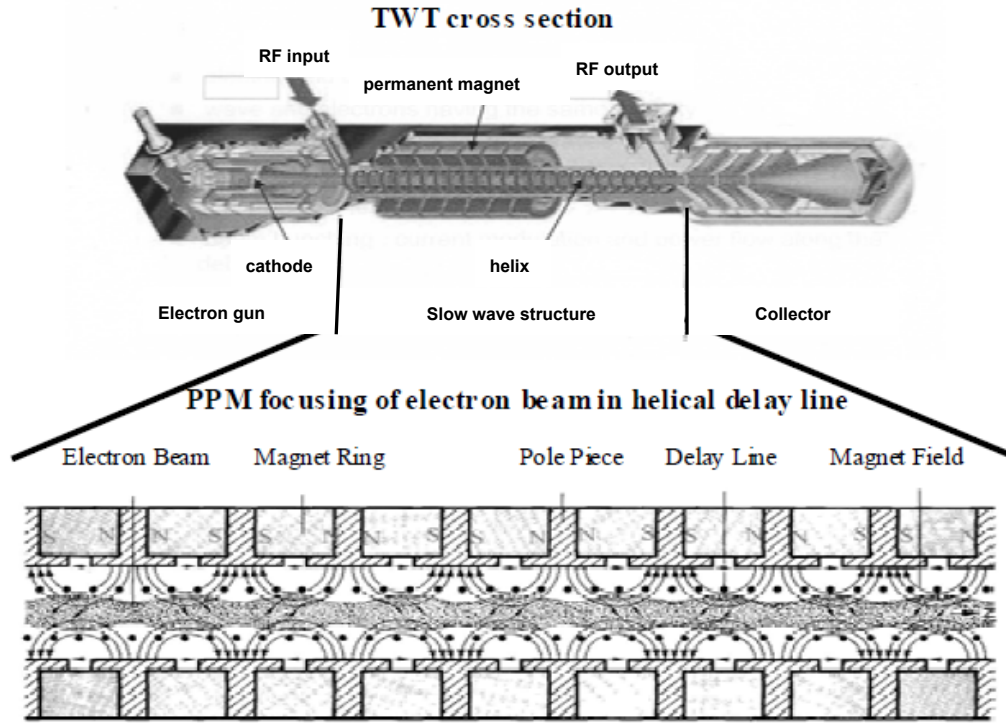 TWT cross section
RF input
permanent magnet
RF output
cathode
helix
Electron gun
Slow wave structure
Collector
PPM focusing of electron beam in helical delay line
Electron Beam
Magnet Ring
Pole Piece
Delay Line
Magnet Field
S N N S S N N S S N N S S N N S S N